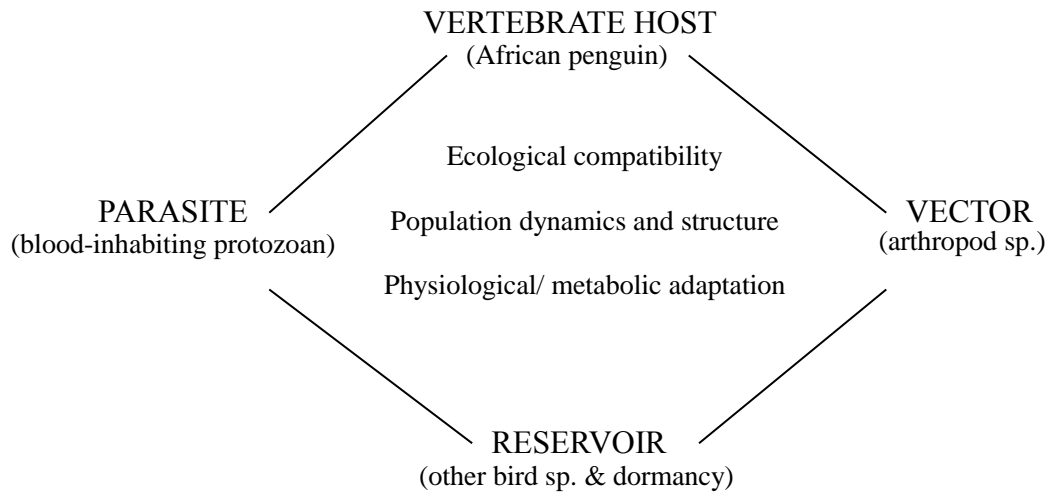 VERTEBRATE HOST
(African penguin)
Ecological compatibility
PARASITE
(blood-inhabiting protozoan)
Population dynamics and structure
VECTOR
(arthropod sp.)
Physiological/ metabolic adaptation
RESERVOIR
(other bird sp. & dormancy)